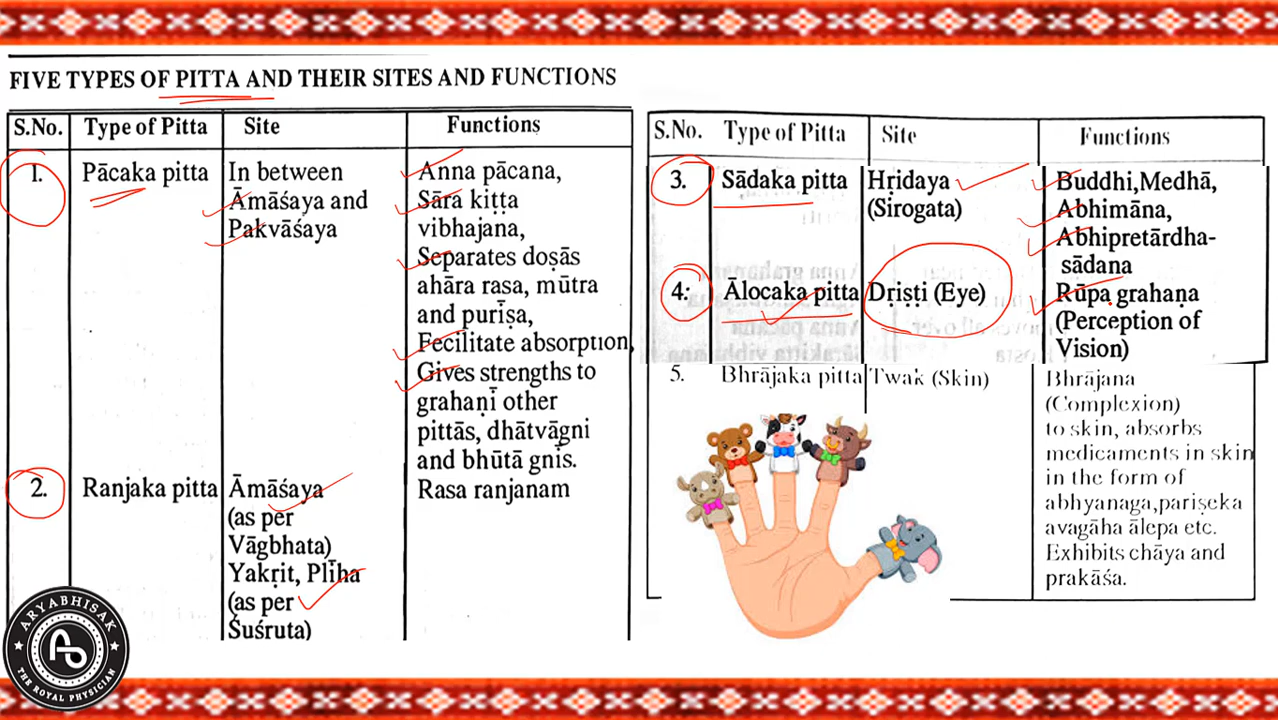 FIVE TYPES OF PITTA AND THEIR SITES AND FUNCTIONS
S.No. Type of Pitta Site Functions
1. Pācaka pitta In between Anna pācana,
Āmāśaya and Sāra kiṭṭa
Pakvāśaya vibhajana,
Separates doṣās
ahāra rasa, mūtra
and purīṣa,
Fecilitate absorption,
Gives strengths to
grahaṇī other
pittās, dhātvāgni
and bhūtā gnis.
2. Ranjaka pitta Āmāśaya Rasa ranjanam
(as per
Vāgbhata)
Yakṛit, Plīha
(as per
Śuśruta)
S.No. Type of Pitta Site Functions
3. Sādaka pitta Hṛidaya Buddhi,Medhā,
(Sirogata) Abhimāna,
Abhipretārdha-
sādana
4. Ālocaka pitta Dṛiṣṭi (Eye) Rūpa grahaṇa
(Perception of
Vision)
5. Bhrājaka pitta Twak (Skin) Bhrājana
(Complexion)
to skin, absorbs
medicaments in skin
in the form of
abhyanaga,pariṣeka
avagāha ālepa etc.
Exhibits chāya and
prakāśa.
ARYABHISAK
THE ROYAL PHYSICIAN